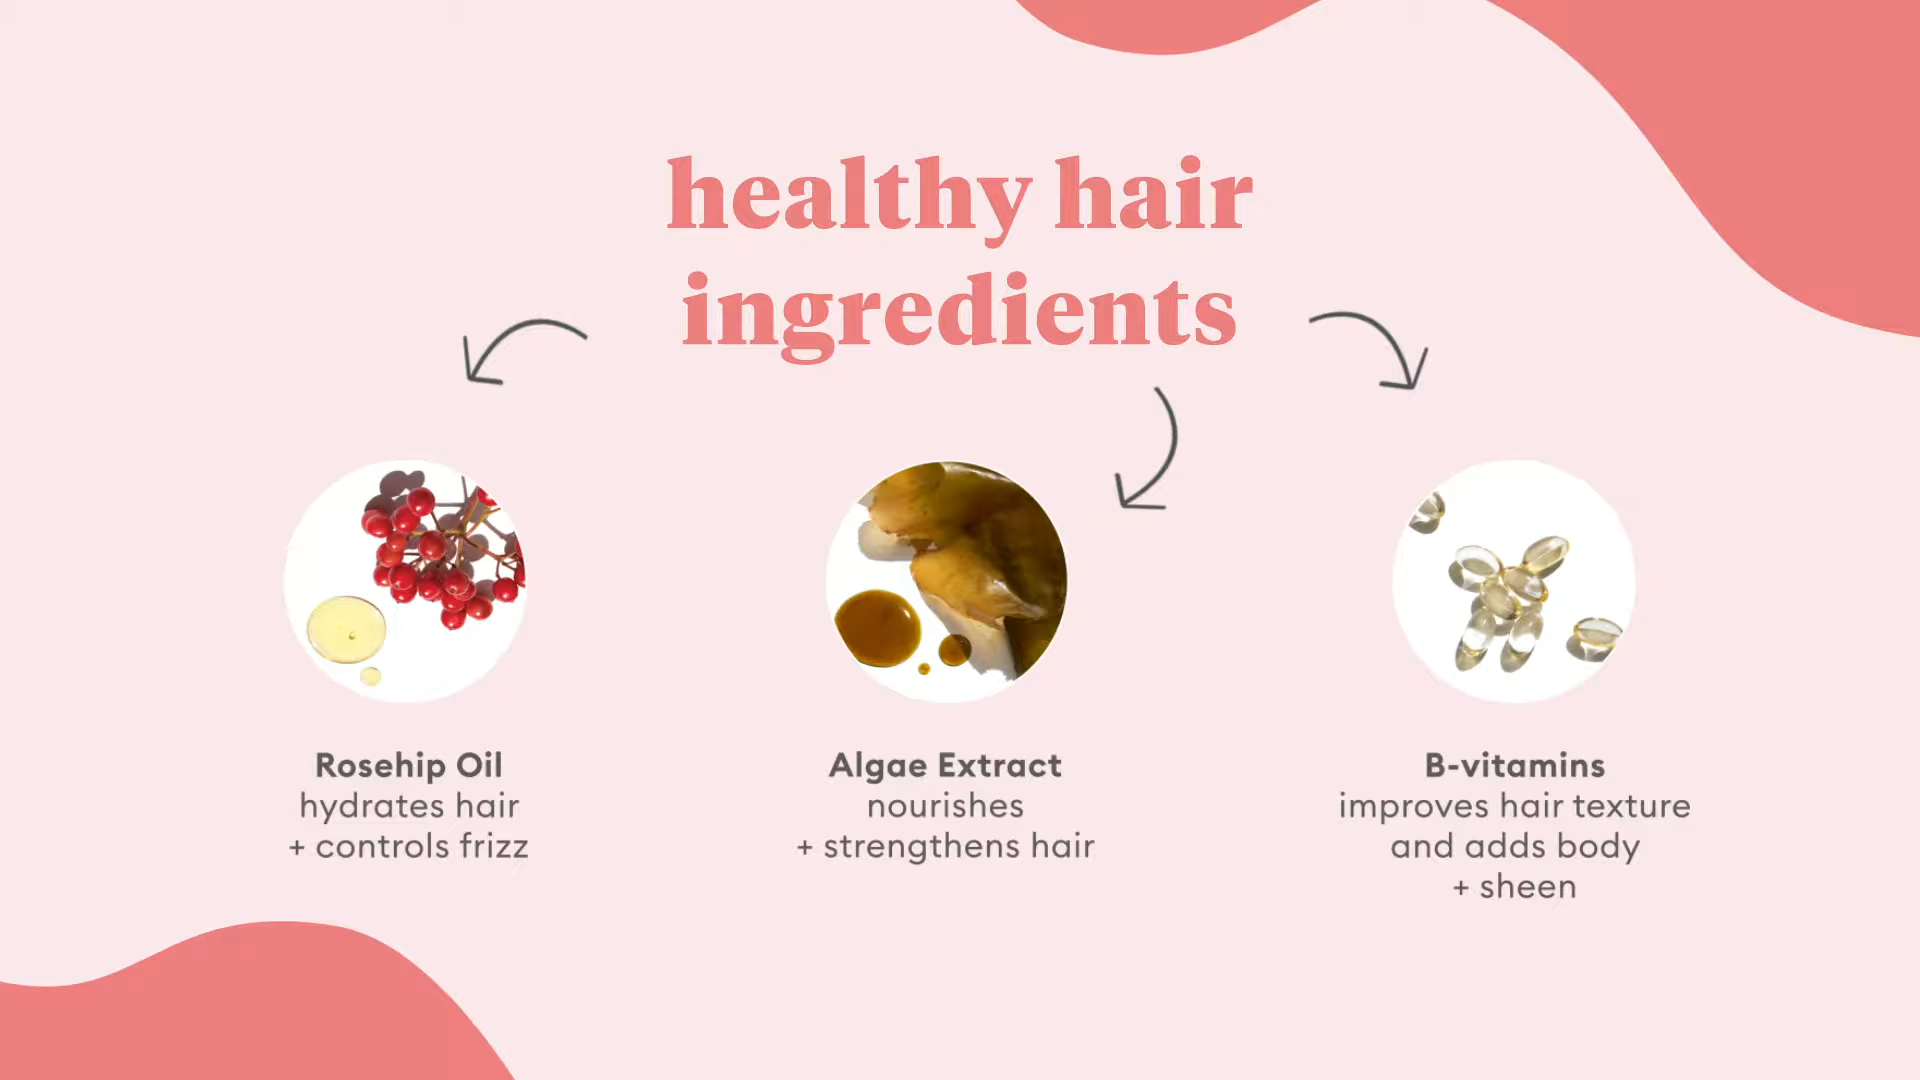 healthy hair
ingredients
Rosehip Oil
hydrates hair
+ controls frizz
Algae Extract
nourishes
+ strengthens hair
B-vitamins
improves hair texture
and adds body
+ sheen